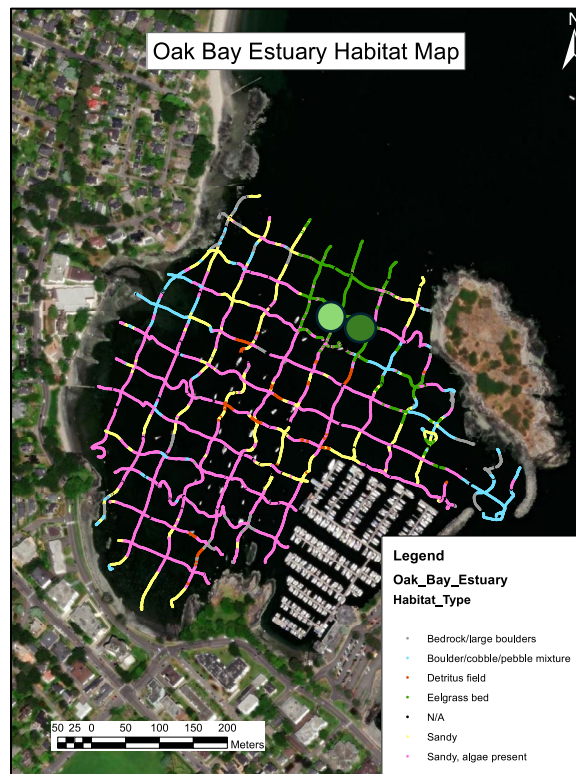 Oak Bay Estuary Habitat Map
N
Legend
Oak_Bay_Estuary
Habitat_Type
Bedrock/large boulders
Boulder/cobble/pebble mixture
Detritus field
Eelgrass bed
N/A
Sandy
Sandy, algae present
50 25 0 50 100 150 200
Meters